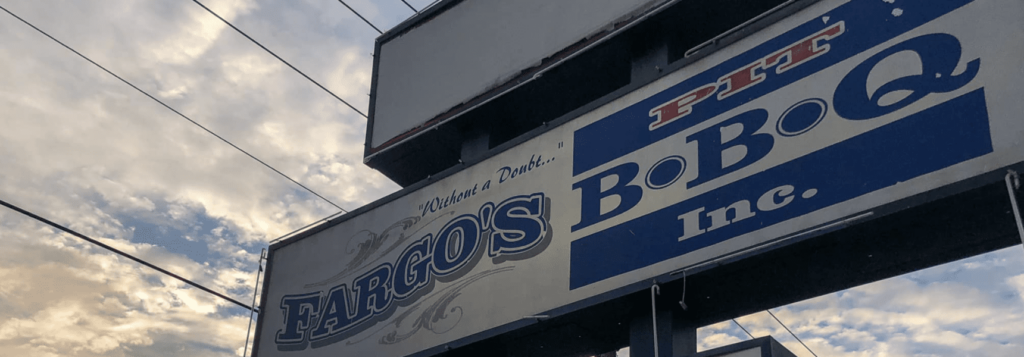 "Without a Doubt..."
FARGO'S
PIT
B•B•Q
Inc.